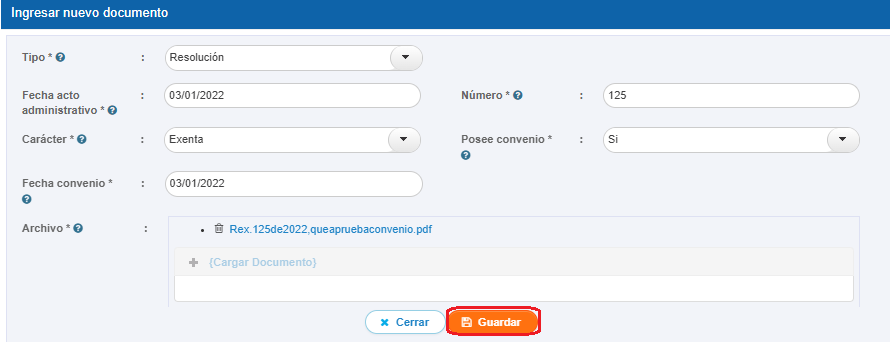 Ingresar nuevo documento
Tipo * : Resolución
Fecha acto administrativo * : 03/01/2022 Número * : 125
Carácter * : Exenta Posee convenio * : Si
Fecha convenio * : 03/01/2022
Archivo * : Rex.125de2022,queapruebaconvenio.pdf
{Cargar Documento}
Cerrar Guardar